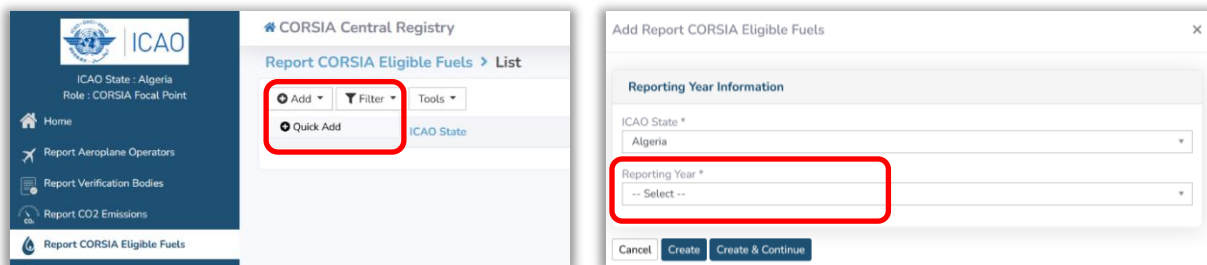 ICAO
ICAO State : Algeria
Role : CORSIA Focal Point
Home
Report Aeroplane Operators
Report Verification Bodies
CO₂
Report CO2 Emissions
Report CORSIA Eligible Fuels
CORSIA Central Registry
Report CORSIA Eligible Fuels > List
Add Filter Tools
Quick Add
ICAO State
Add Report CORSIA Eligible Fuels ×
Reporting Year Information
ICAO State *
Algeria
Reporting Year *
-- Select --
Cancel Create Create & Continue